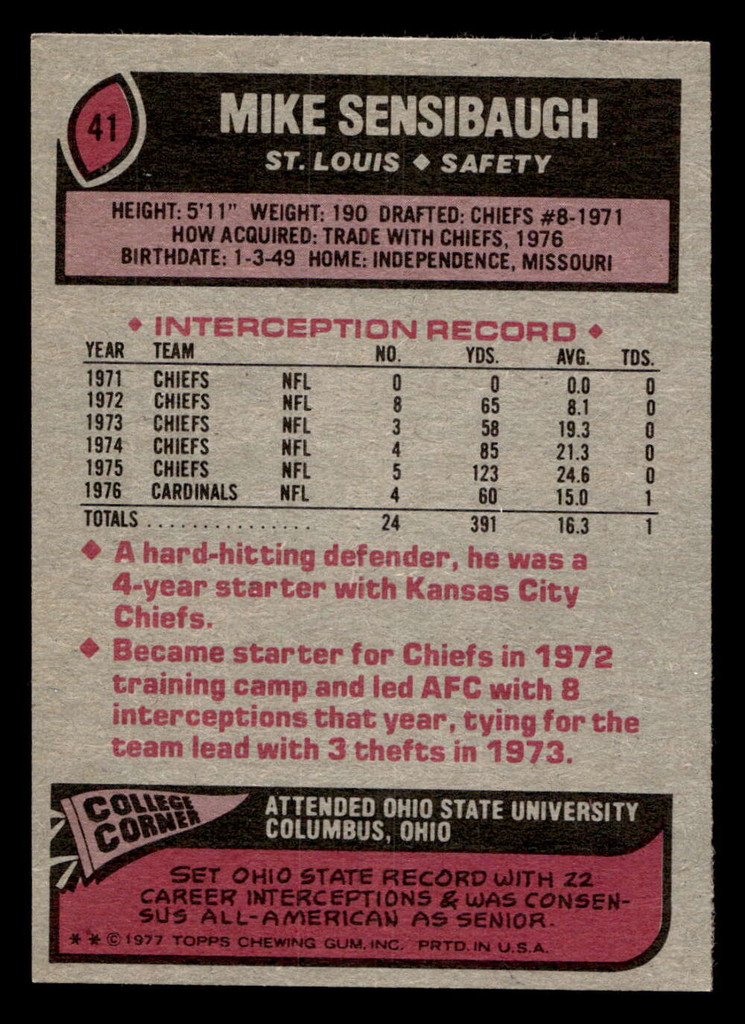 41
MIKE SENSIBAUGH
ST. LOUIS ◆ SAFETY
HEIGHT: 5'11" WEIGHT: 190 DRAFTED: CHIEFS #8-1971
HOW ACQUIRED: TRADE WITH CHIEFS, 1976
BIRTHDATE: 1-3-49 HOME: INDEPENDENCE, MISSOURI
◆ INTERCEPTION RECORD ◆
YEAR TEAM NO. YDS. AVG. TDS.
1971 CHIEFS NFL 0 0 0.0 0
1972 CHIEFS NFL 8 65 8.1 0
1973 CHIEFS NFL 3 58 19.3 0
1974 CHIEFS NFL 4 85 21.3 0
1975 CHIEFS NFL 5 123 24.6 0
1976 CARDINALS NFL 4 60 15.0 1
TOTALS . . . . . . . . . . . . . . . 24 391 16.3 1
◆ A hard-hitting defender, he was a
4-year starter with Kansas City
Chiefs.
◆ Became starter for Chiefs in 1972
training camp and led AFC with 8
interceptions that year, tying for the
team lead with 3 thefts in 1973.
COLLEGE
CORNER
ATTENDED OHIO STATE UNIVERSITY
COLUMBUS, OHIO
SET OHIO STATE RECORD WITH 22
CAREER INTERCEPTIONS & WAS CONSEN-
SUS ALL-AMERICAN AS SENIOR.
* * © 1977 TOPPS CHEWING GUM, INC. PRTD. IN U.S.A.